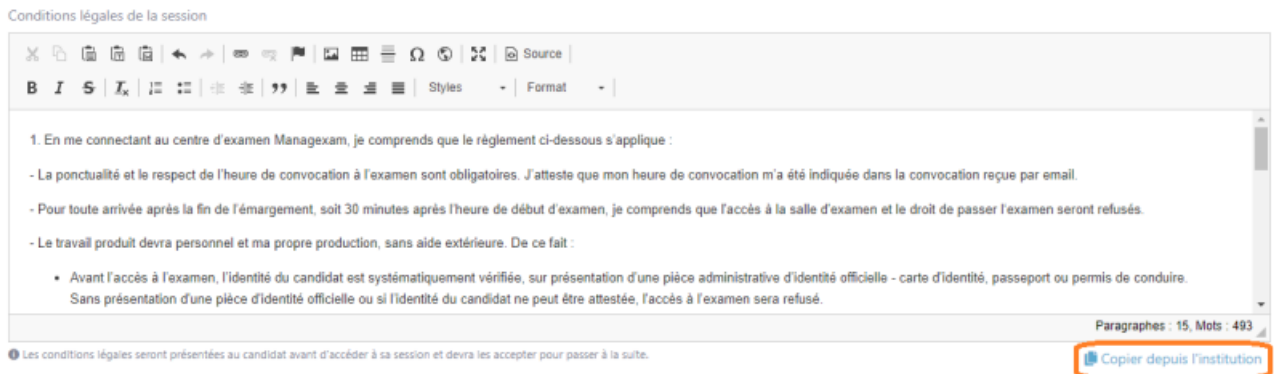 Conditions légales de la session
Source
Styles Format
1. En me connectant au centre d'examen Managexam, je comprends que le règlement ci-dessous s'applique :
- La ponctualité et le respect de l'heure de convocation à l'examen sont obligatoires. J'atteste que mon heure de convocation m'a été indiquée dans la convocation reçue par email.
- Pour toute arrivée après la fin de l'émargement, soit 30 minutes après l'heure de début d'examen, je comprends que l'accès à la salle d'examen et le droit de passer l'examen seront refusés.
- Le travail produit devra personnel et ma propre production, sans aide extérieure. De ce fait :
• Avant l'accès à l'examen, l'identité du candidat est systématiquement vérifiée, sur présentation d'une pièce administrative d'identité officielle - carte d'identité, passeport ou permis de conduire.
Sans présentation d'une pièce d'identité officielle ou si l'identité du candidat ne peut être attestée, l'accès à l'examen sera refusé.
Paragraphes : 15, Mots : 493
Les conditions légales seront présentées au candidat avant d'accéder à sa session et devra les accepter pour passer à la suite.
Copier depuis l'institution